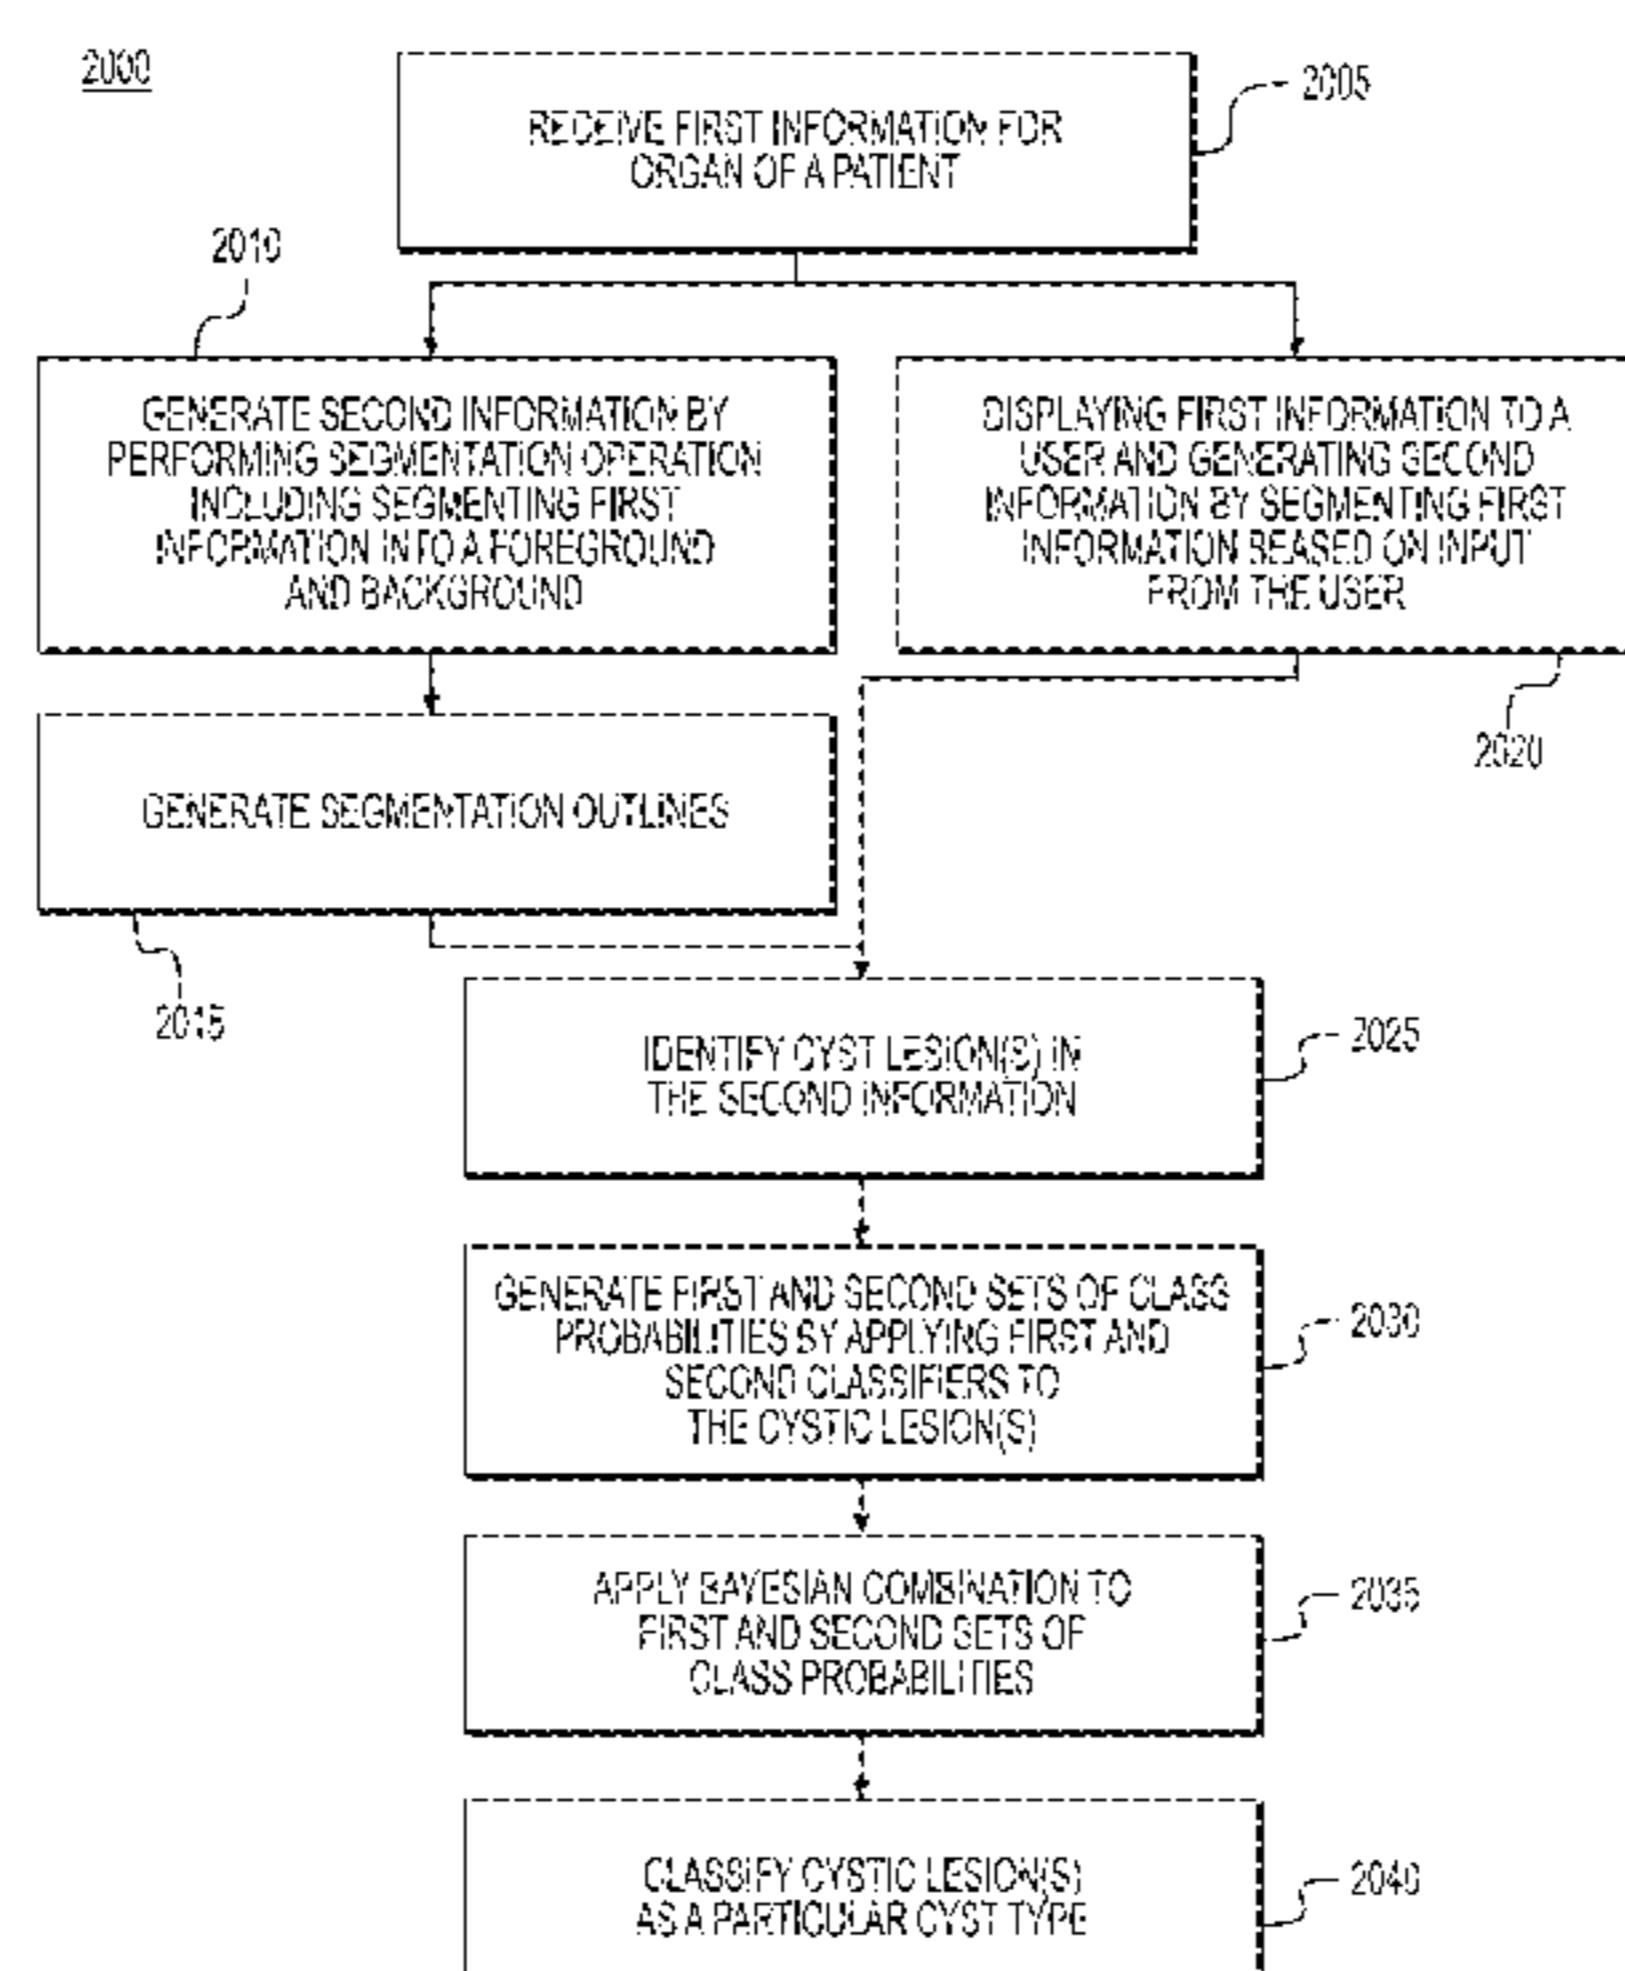 2000
RECEIVE FIRST INFORMATION FOR
ORGAN OF A PATIENT
2005
2010
GENERATE SECOND INFORMATION BY
PERFORMING SEGMENTATION OPERATION
INCLUDING SEGMENTING FIRST
INFORMATION INTO A FOREGROUND
AND BACKGROUND
DISPLAYING FIRST INFORMATION TO A
USER AND GENERATING SECOND
INFORMATION BY SEGMENTING FIRST
INFORMATION BEASED ON INPUT
FROM THE USER
2020
GENERATE SEGMENTATION OUTLINES
2015
IDENTIFY CYST LESION(S) IN
THE SECOND INFORMATION
2025
GENERATE FIRST AND SECOND SETS OF CLASS
PROBABILITIES BY APPLYING FIRST AND
SECOND CLASSIFIERS TO
THE CYSTIC LESION(S)
2030
APPLY BAYESIAN COMBINATION TO
FIRST AND SECOND SETS OF
CLASS PROBABILITIES
2035
CLASSIFY CYSTIC LESION(S)
AS A PARTICULAR CYST TYPE
2040